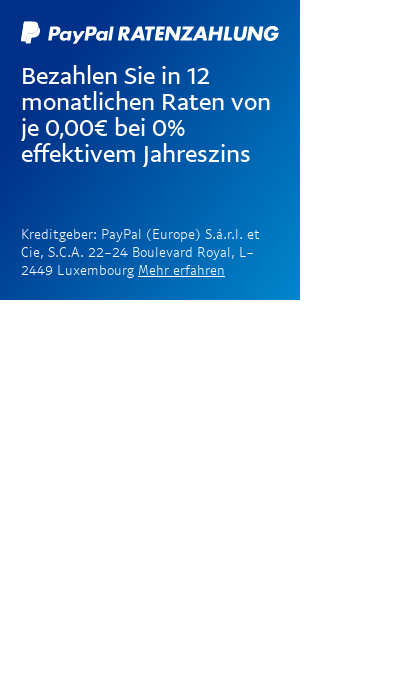 PayPal RATENZAHLUNG
Bezahlen Sie in 12
monatlichen Raten von
je 0,00€ bei 0%
effektivem Jahreszins
Kreditgeber: PayPal (Europe) S.á.r.l. et
Cie, S.C.A. 22–24 Boulevard Royal, L–
2449 Luxembourg Mehr erfahren